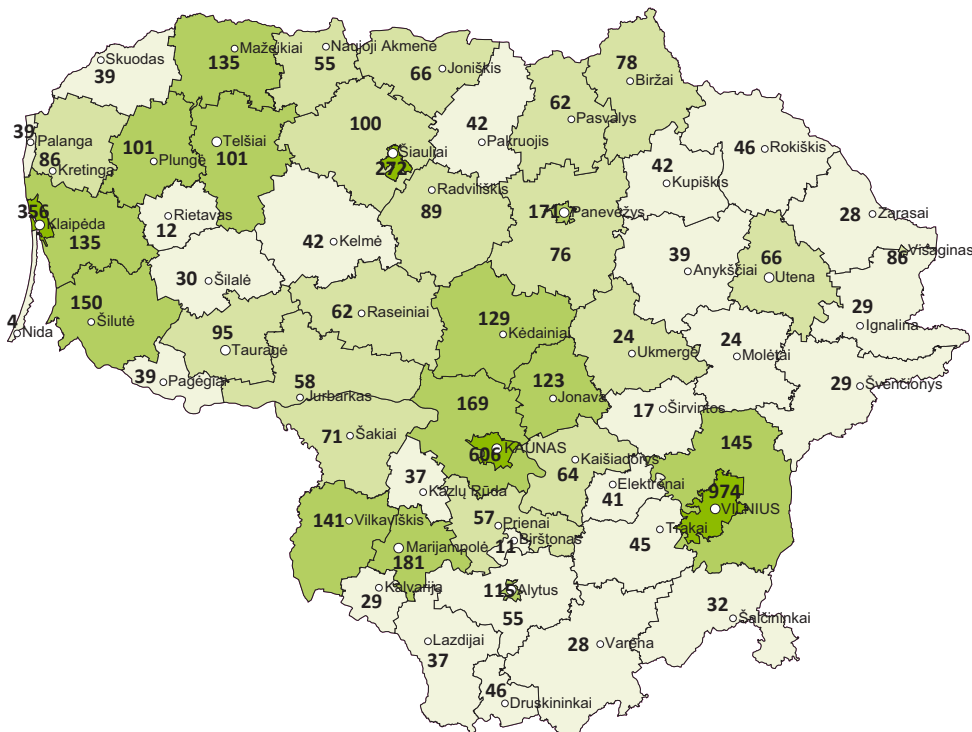 Skuodas
39
Mažeikiai
135
Naujoji Akmenė
55
Joniškis
66
Biržai
78
Pasvalys
62
Pakruojis
42
Šiauliai
100
272
Telšiai
101
Plungė
101
Palanga
39
Kretinga
86
Klaipėda
356
135
Rietavas
12
Radviliškis
89
Panevėžys
171
76
Kupiškis
42
Rokiškis
46
Zarasai
28
Visaginas
86
Utena
66
Anykščiai
39
Ignalina
29
Kelmė
42
Šilalė
30
Šilutė
150
Nida
4
Raseiniai
62
Tauragė
95
Pagėgiai
39
Jurbarkas
58
Kėdainiai
129
Ukmergė
24
Molėtai
24
Švenčionys
29
Jonava
123
Širvintos
17
Šakiai
71
KAUNAS
169
606
Kaišiadorys
64
Elektrėnai
41
VILNIUS
145
974
Trakai
45
Kazlų Rūda
37
Vilkaviškis
141
Marijampolė
181
Prienai
57
Birštonas
11
Kalvarija
29
Alytus
115
55
Lazdijai
37
Druskininkai
46
Varėna
28
Šalčininkai
32